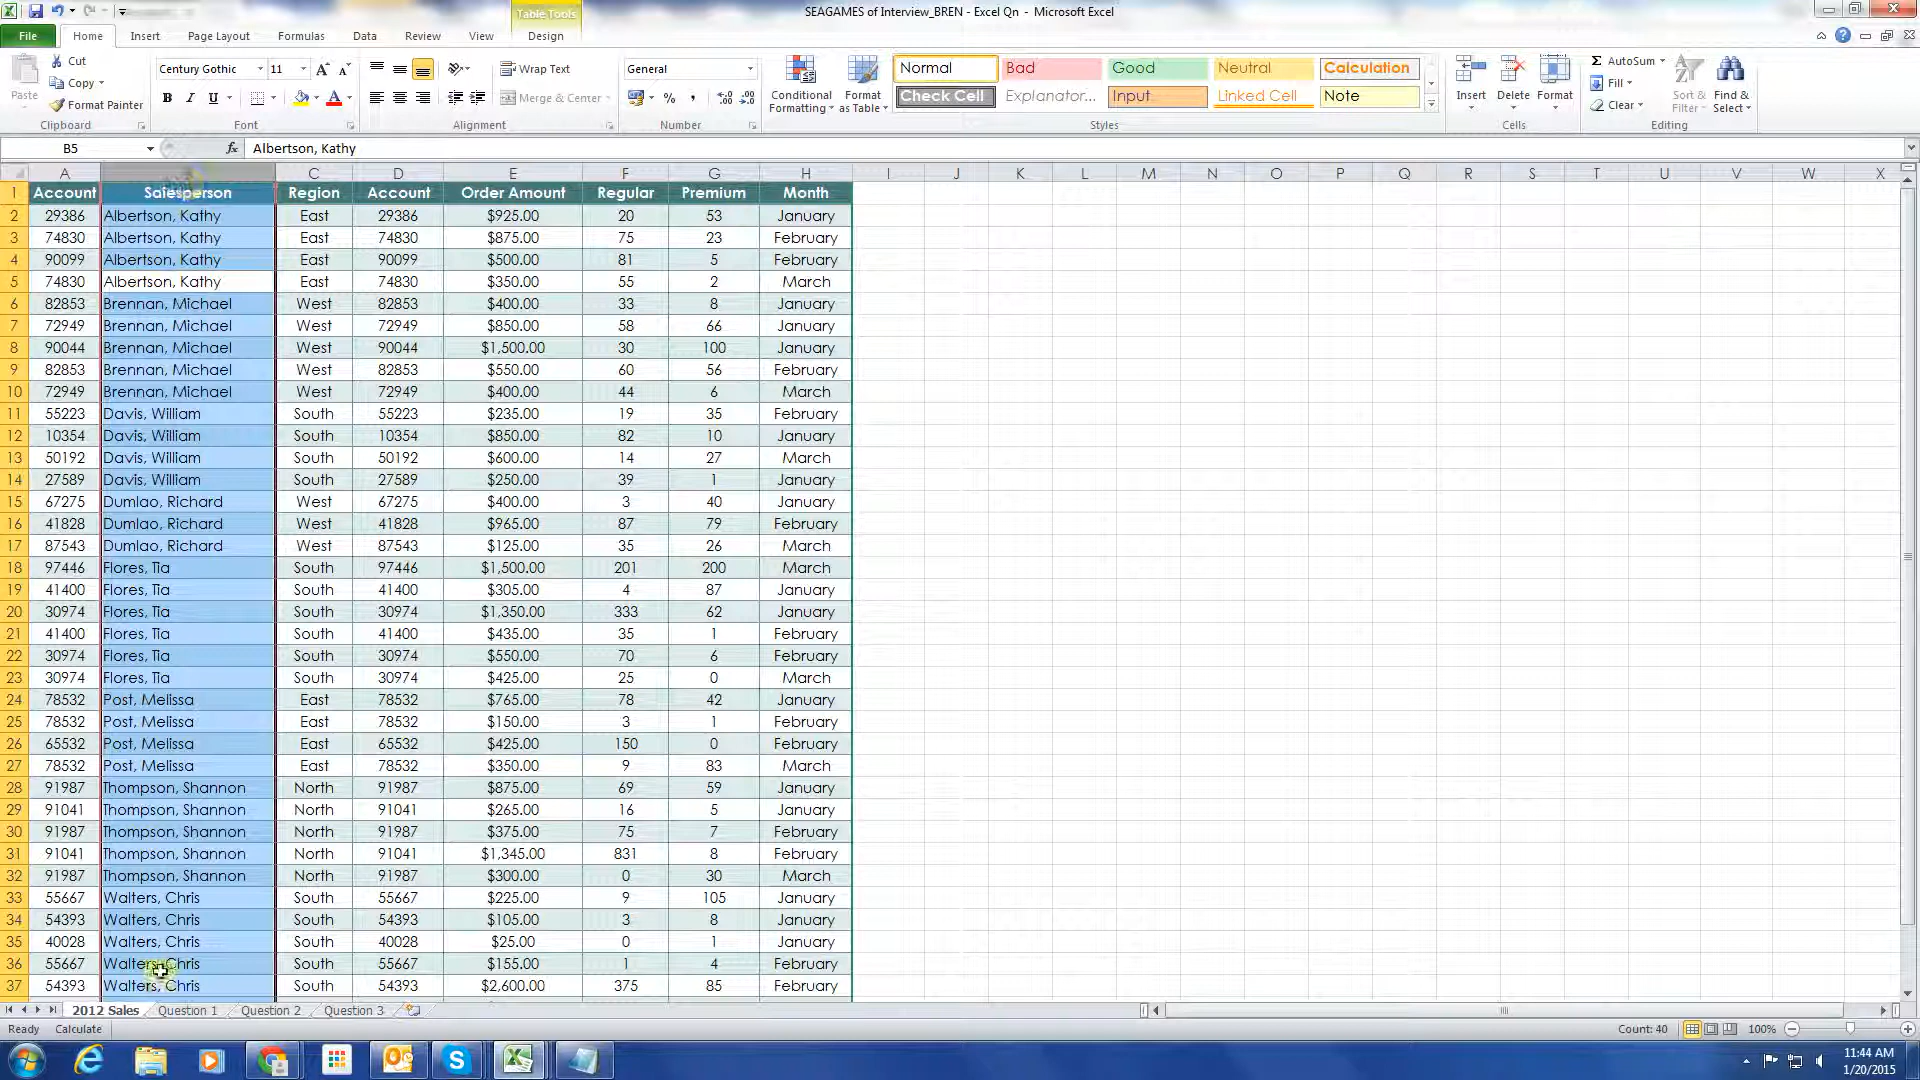 SEAGAMES of Interview_BREN - Excel Qn - Microsoft Excel
Table Tools
File Home Insert Page Layout Formulas Data Review View Design
Cut
Copy
Format Painter
Paste
Clipboard
Century Gothic 11
B I U
Font
Wrap Text
Merge & Center
Alignment
General
Number
Conditional Formatting
Format as Table
Normal Bad Good Neutral Calculation
Check Cell Explanator... Input Linked Cell Note
Styles
Insert Delete Format
Cells
AutoSum
Fill
Clear
Sort & Filter
Find & Select
Editing
B5 fx Albertson, Kathy
A C D E F G H I J K L M N O P Q R S T U V W X
1 Account Salesperson Region Account Order Amount Regular Premium Month
2 29386 Albertson, Kathy East 29386 $925.00 20 53 January
3 74830 Albertson, Kathy East 74830 $875.00 75 23 February
4 90099 Albertson, Kathy East 90099 $500.00 81 5 February
5 74830 Albertson, Kathy East 74830 $350.00 55 2 March
6 82853 Brennan, Michael West 82853 $400.00 33 8 January
7 72949 Brennan, Michael West 72949 $850.00 58 66 January
8 90044 Brennan, Michael West 90044 $1,500.00 30 100 January
9 82853 Brennan, Michael West 82853 $550.00 60 56 February
10 72949 Brennan, Michael West 72949 $400.00 44 6 March
11 55223 Davis, William South 55223 $235.00 19 35 February
12 10354 Davis, William South 10354 $850.00 82 10 January
13 50192 Davis, William South 50192 $600.00 14 27 March
14 27589 Davis, William South 27589 $250.00 39 1 January
15 67275 Dumlao, Richard West 67275 $400.00 3 40 January
16 41828 Dumlao, Richard West 41828 $965.00 87 79 February
17 87543 Dumlao, Richard West 87543 $125.00 35 26 March
18 97446 Flores, Tia South 97446 $1,500.00 201 200 March
19 41400 Flores, Tia South 41400 $305.00 4 87 January
20 30974 Flores, Tia South 30974 $1,350.00 333 62 January
21 41400 Flores, Tia South 41400 $435.00 35 1 February
22 30974 Flores, Tia South 30974 $550.00 70 6 February
23 30974 Flores, Tia South 30974 $425.00 25 0 March
24 78532 Post, Melissa East 78532 $765.00 78 42 January
25 78532 Post, Melissa East 78532 $150.00 3 1 February
26 65532 Post, Melissa East 65532 $425.00 150 0 February
27 78532 Post, Melissa East 78532 $350.00 9 83 March
28 91987 Thompson, Shannon North 91987 $875.00 69 59 January
29 91041 Thompson, Shannon North 91041 $265.00 16 5 January
30 91987 Thompson, Shannon North 91987 $375.00 75 7 February
31 91041 Thompson, Shannon North 91041 $1,345.00 831 8 February
32 91987 Thompson, Shannon North 91987 $300.00 0 30 March
33 55667 Walters, Chris South 55667 $225.00 9 105 January
34 54393 Walters, Chris South 54393 $105.00 3 8 January
35 40028 Walters, Chris South 40028 $25.00 0 1 January
36 55667 Walters, Chris South 55667 $155.00 1 4 February
37 54393 Walters, Chris South 54393 $2,600.00 375 85 February
2012 Sales Question 1 Question 2 Question 3
Ready Calculate Count: 40 100%
11:44 AM
1/20/2015